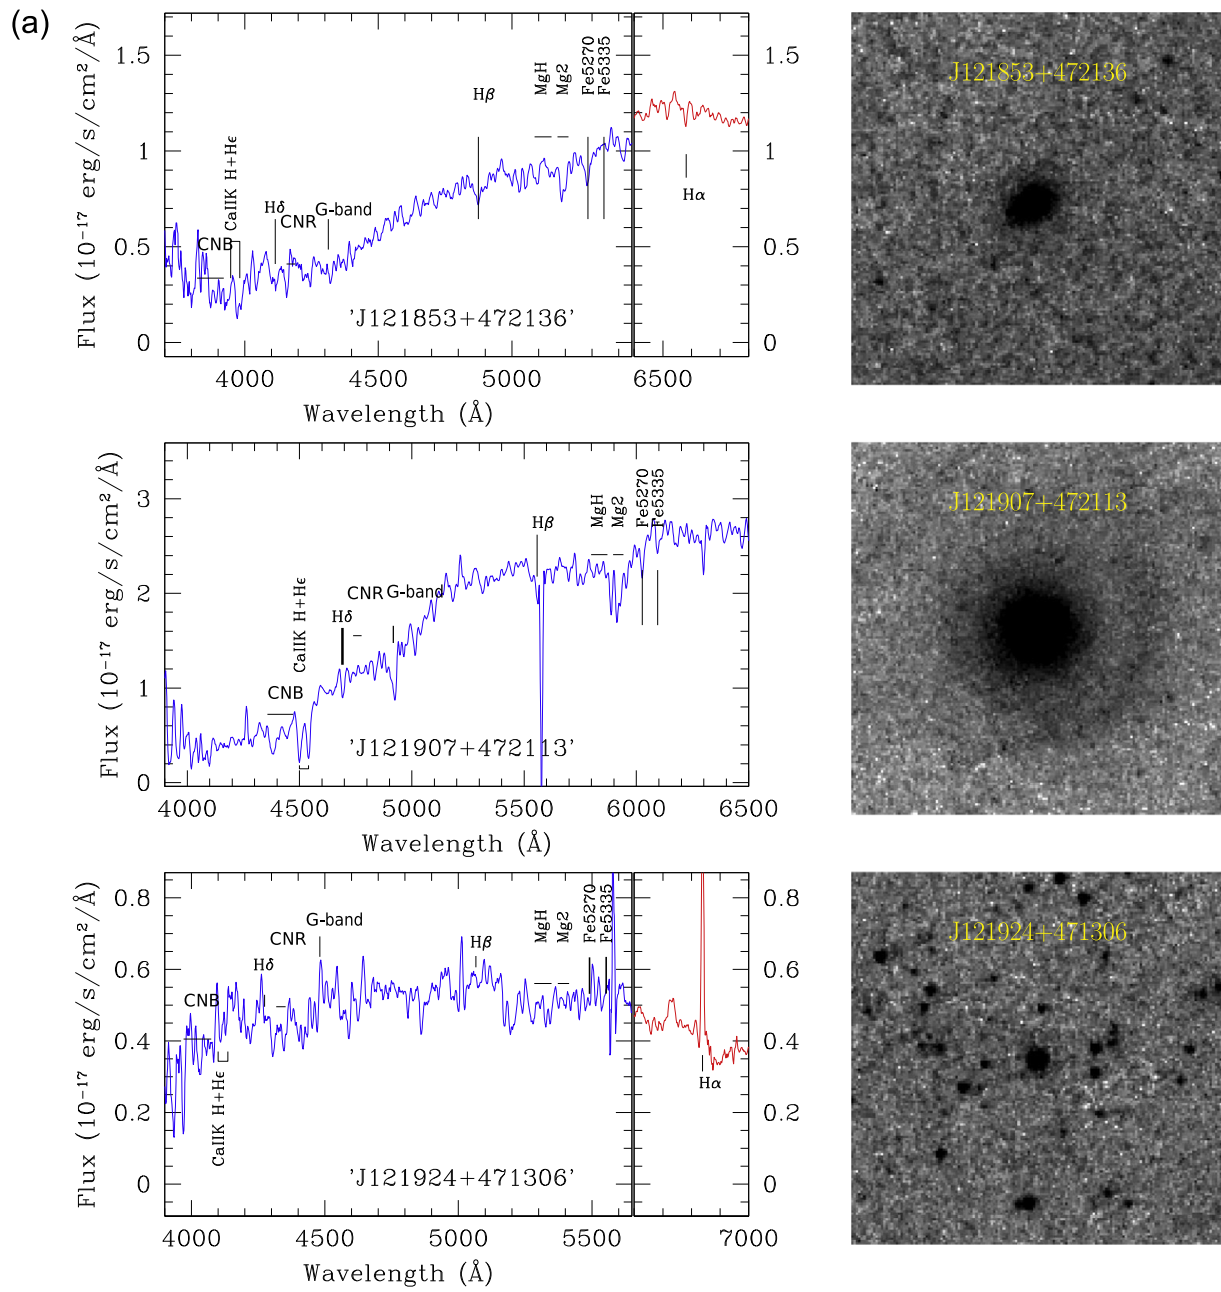 (a)
1.5
1
0.5
0
Flux (10⁻¹⁷ erg/s/cm²/Å)
CNB
CaIIK H+Hϵ
Hδ
CNR
G-band
Hβ
MgH
Mg2
Fe5270
Fe5335
Hα
'J121853+472136'
1.5
1
0.5
0
4000
4500
5000
6500
Wavelength (Å)
J121853+472136
3
2
1
0
Flux (10⁻¹⁷ erg/s/cm²/Å)
CNB
CaIIK H+Hϵ
Hδ
CNR
G-band
Hβ
MgH
Mg2
Fe5270
Fe5335
'J121907+472113'
3900
4500
5000
5500
6000
6500
Wavelength (Å)
J121907+472113
0.8
0.6
0.4
0.2
0
Flux (10⁻¹⁷ erg/s/cm²/Å)
CNB
CaIIK H+Hϵ
Hδ
CNR
G-band
Hβ
MgH
Mg2
Fe5270
Fe5335
Hα
'J121924+471306'
0.8
0.6
0.4
0.2
0
4000
4500
5000
5500
7000
Wavelength (Å)
J121924+471306